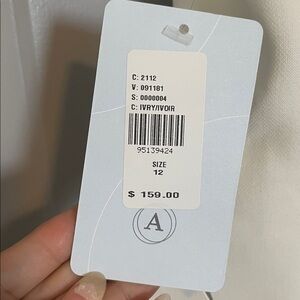 C: 2112
V: 091181
S: 0000004
C: IVRY/IVOIR
95139424
SIZE
12
$ 159.00
A